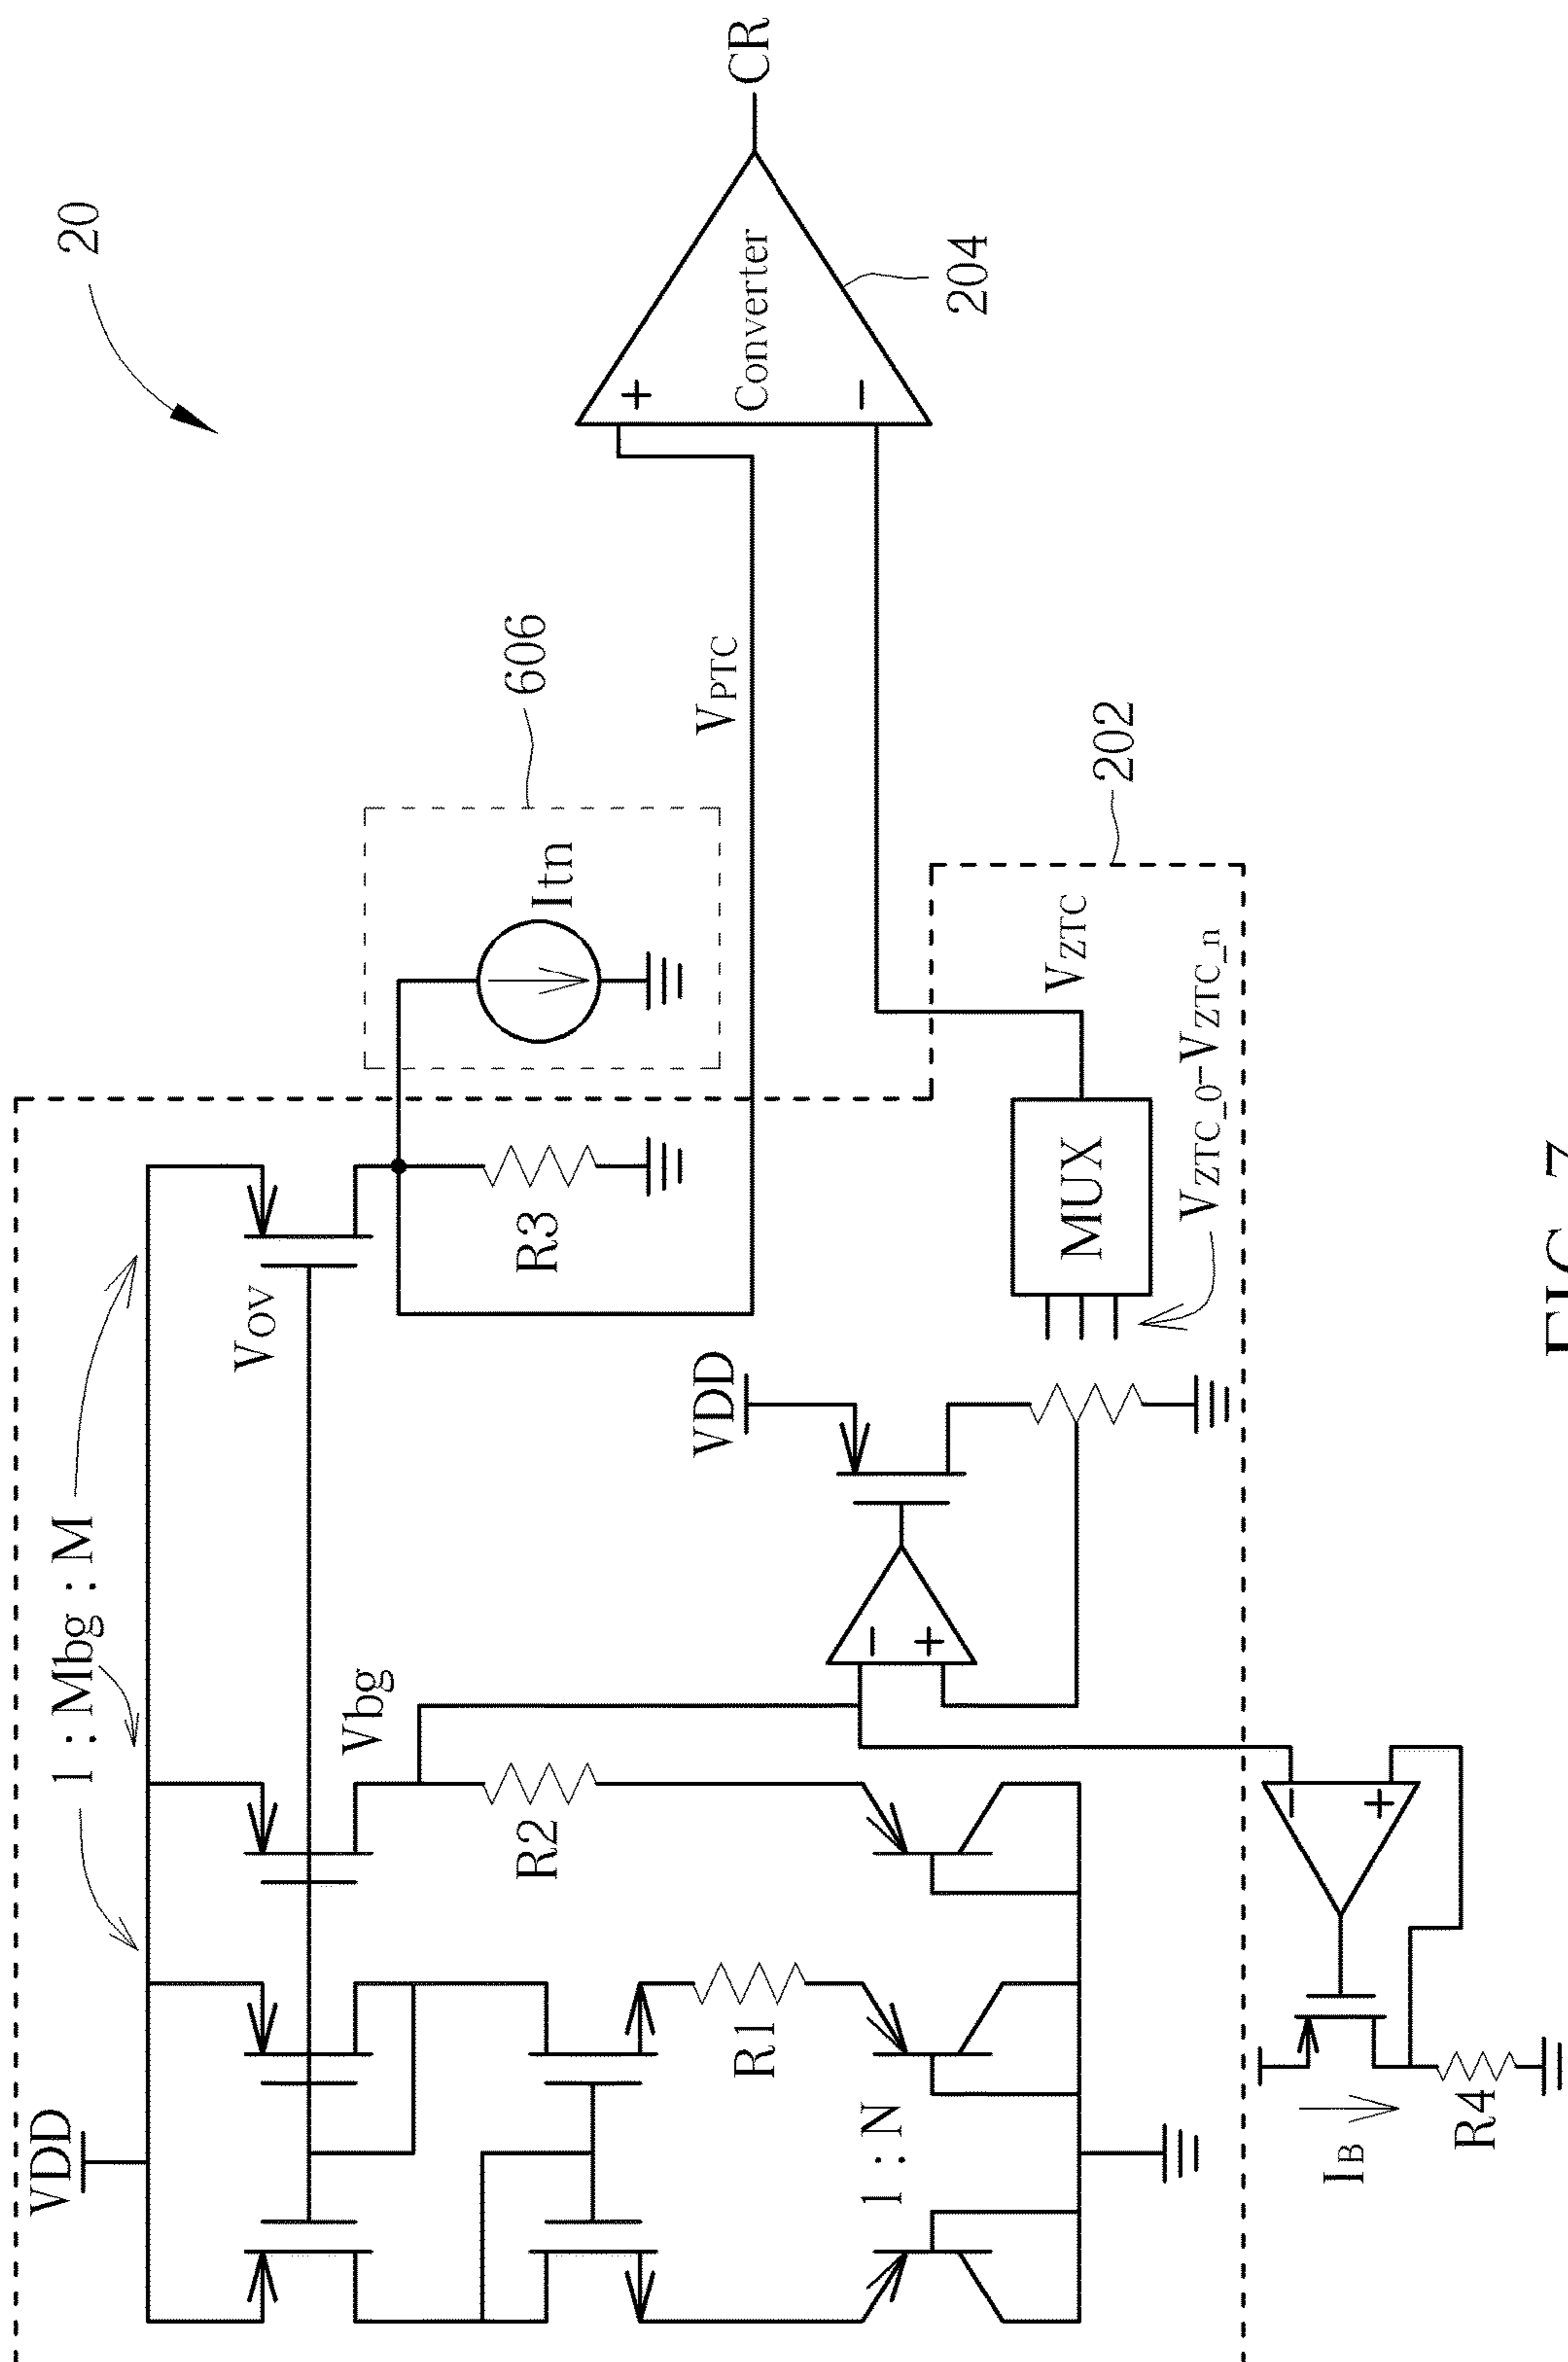 20
VDD
1 : Mbg : M
Vov
Vbg
R3
R2
R1
1 : N
Itn
606
VPTC
VDD
MUX
VZTC
VZTC_0-VZTC_n
202
+
Converter
−
204
CR
−
+
−
+
IB
R4
FIG. 7